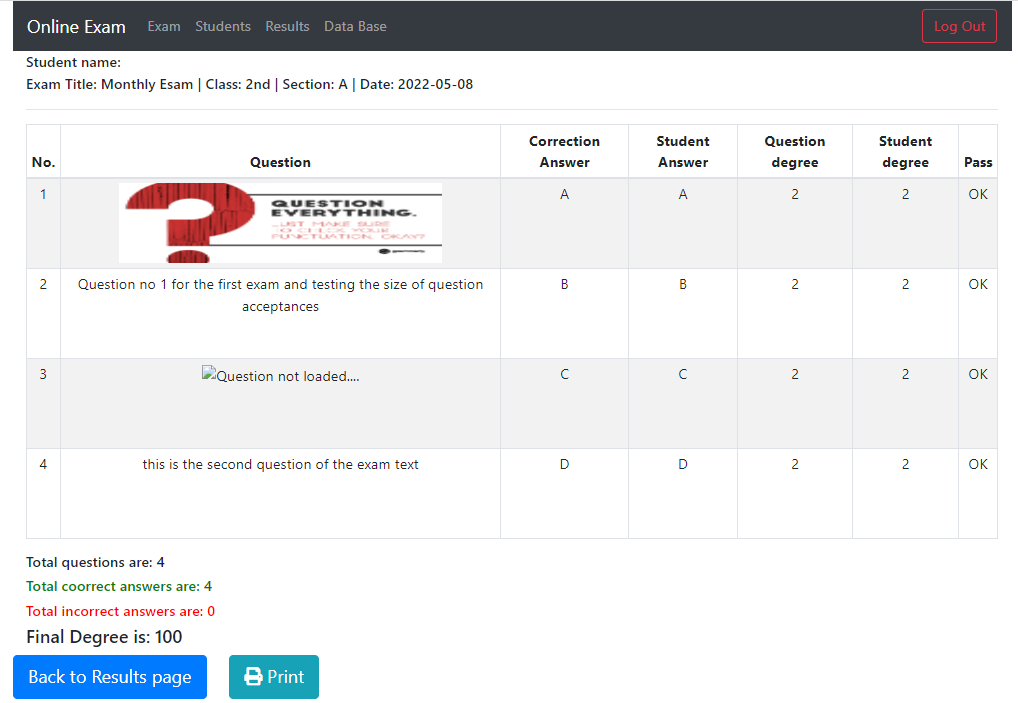 Online Exam Exam Students Results Data Base Log Out
Student name:
Exam Title: Monthly Esam | Class: 2nd | Section: A | Date: 2022-05-08
No. Question Correction Answer Student Answer Question degree Student degree Pass
1 A A 2 2 OK
QUESTION
EVERYTHING.
JUST MAKE SURE
TO CHECK YOUR
PUNCTUATION. OKAY?
2 Question no 1 for the first exam and testing the size of question B B 2 2 OK
acceptances
3 Question not loaded.... C C 2 2 OK
4 this is the second question of the exam text D D 2 2 OK
Total questions are: 4
Total coorrect answers are: 4
Total incorrect answers are: 0
Final Degree is: 100
Back to Results page Print